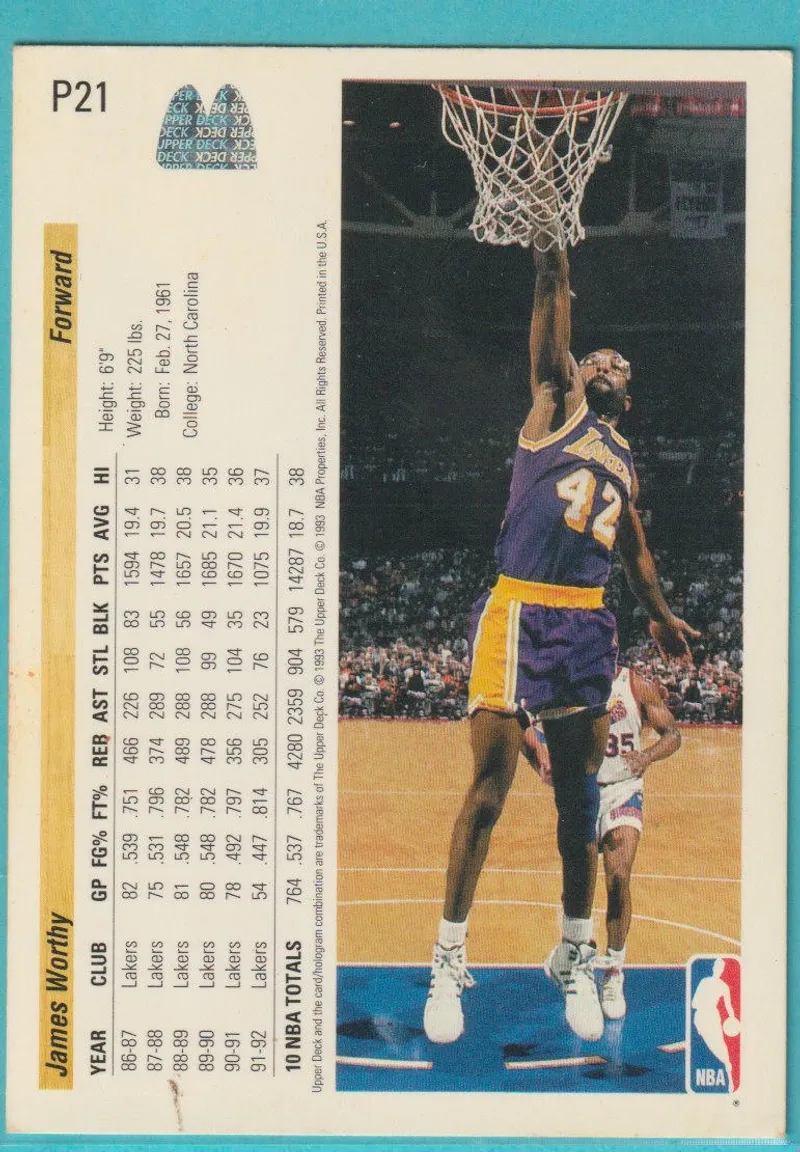 P21
UPPER DECK
UPPER DECK
UPPER DECK
UPPER DECK
James Worthy Forward
Height: 6'9"
Weight: 225 lbs.
Born: Feb. 27, 1961
College: North Carolina
YEAR CLUB GP FG% FT% REB AST STL BLK PTS AVG HI
86-87 Lakers 82 .539 .751 466 226 108 83 1594 19.4 31
87-88 Lakers 75 .531 .796 374 289 72 55 1478 19.7 38
88-89 Lakers 81 .548 .782 489 288 108 56 1657 20.5 38
89-90 Lakers 80 .548 .782 478 288 99 49 1685 21.1 35
90-91 Lakers 78 .492 .797 356 275 104 35 1670 21.4 36
91-92 Lakers 54 .447 .814 305 252 76 23 1075 19.9 37
10 NBA TOTALS 764 .537 .767 4280 2359 904 579 14287 18.7 38
Upper Deck and the card/hologram combination are trademarks of The Upper Deck Co. © 1993 The Upper Deck Co. © 1993 NBA Properties, Inc. All Rights Reserved. Printed in the U.S.A.
Lakers
42
35
NBA
®